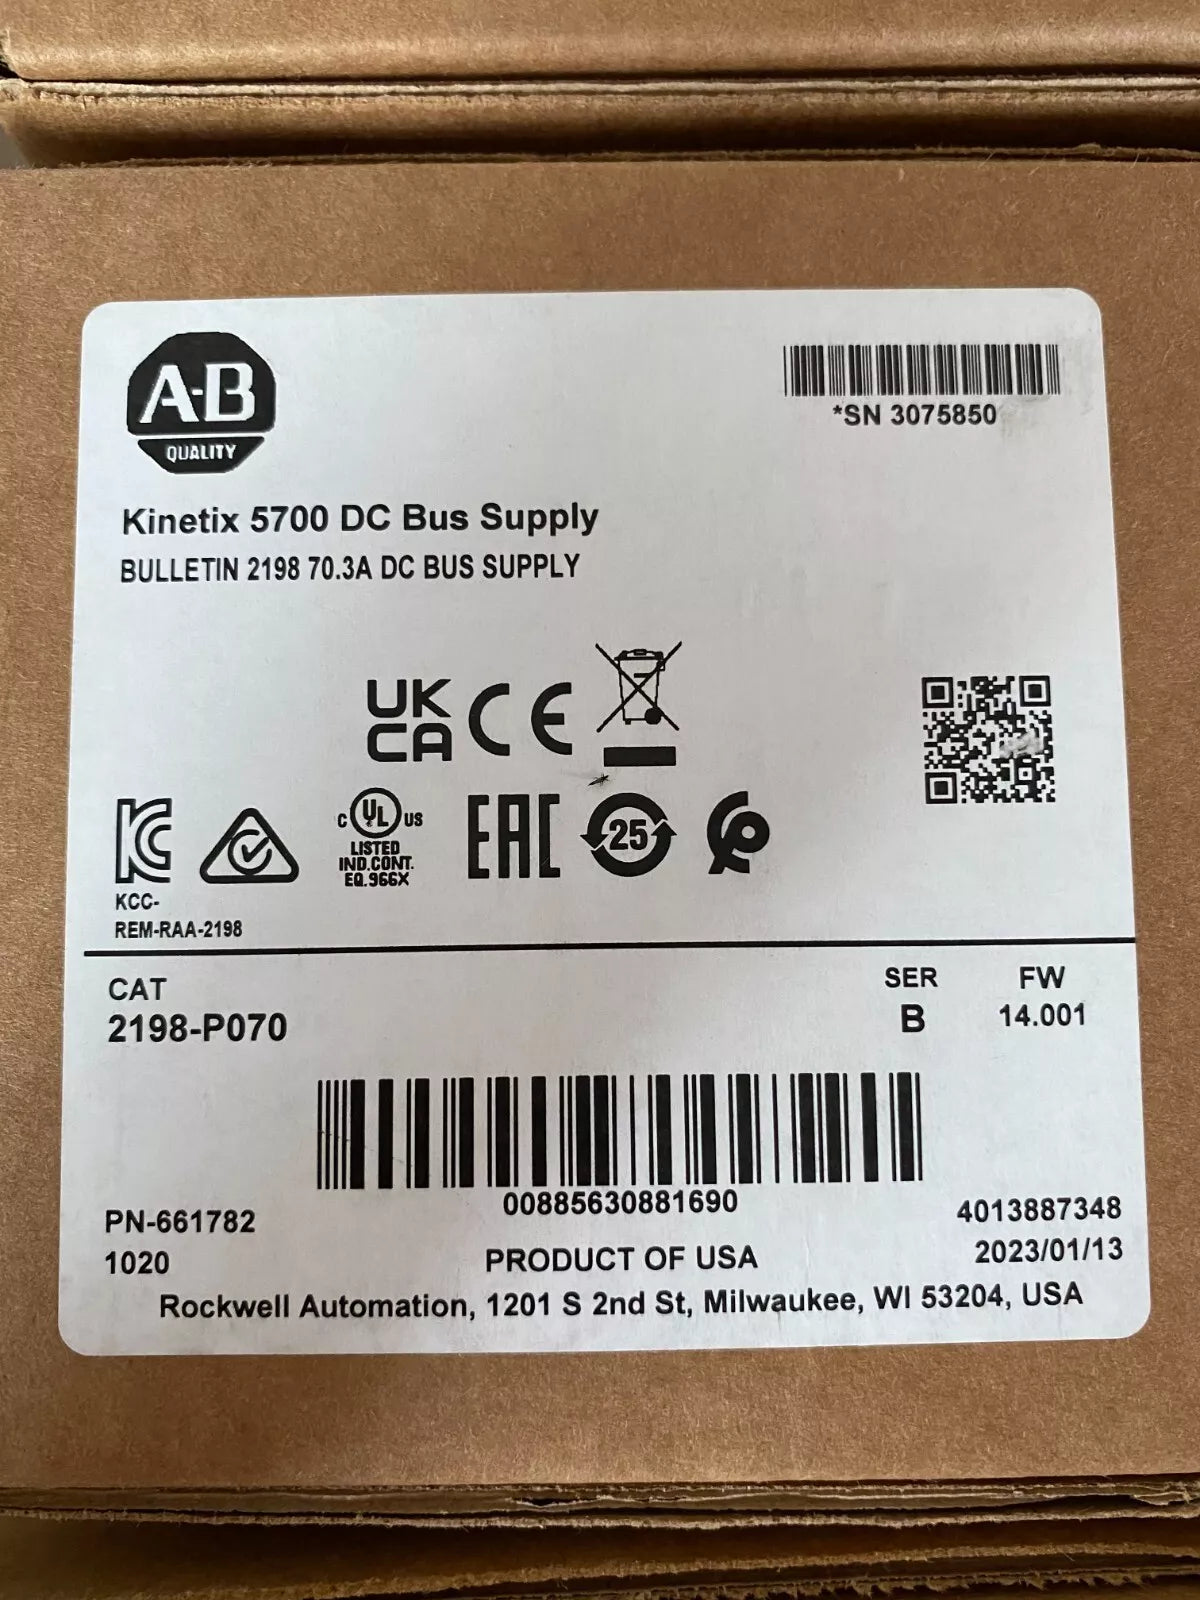 A-B
QUALITY
*SN 3075850
Kinetix 5700 DC Bus Supply
BULLETIN 2198 70.3A DC BUS SUPPLY
UK
CA
CE
KC
C UL US
LISTED
IND.CONT.
EQ.966X
EAC
25
KCC-
REM-RAA-2198
CAT
2198-P070
SER
B
FW
14.001
00885630881690
PN-661782
1020
PRODUCT OF USA
4013887348
2023/01/13
Rockwell Automation, 1201 S 2nd St, Milwaukee, WI 53204, USA